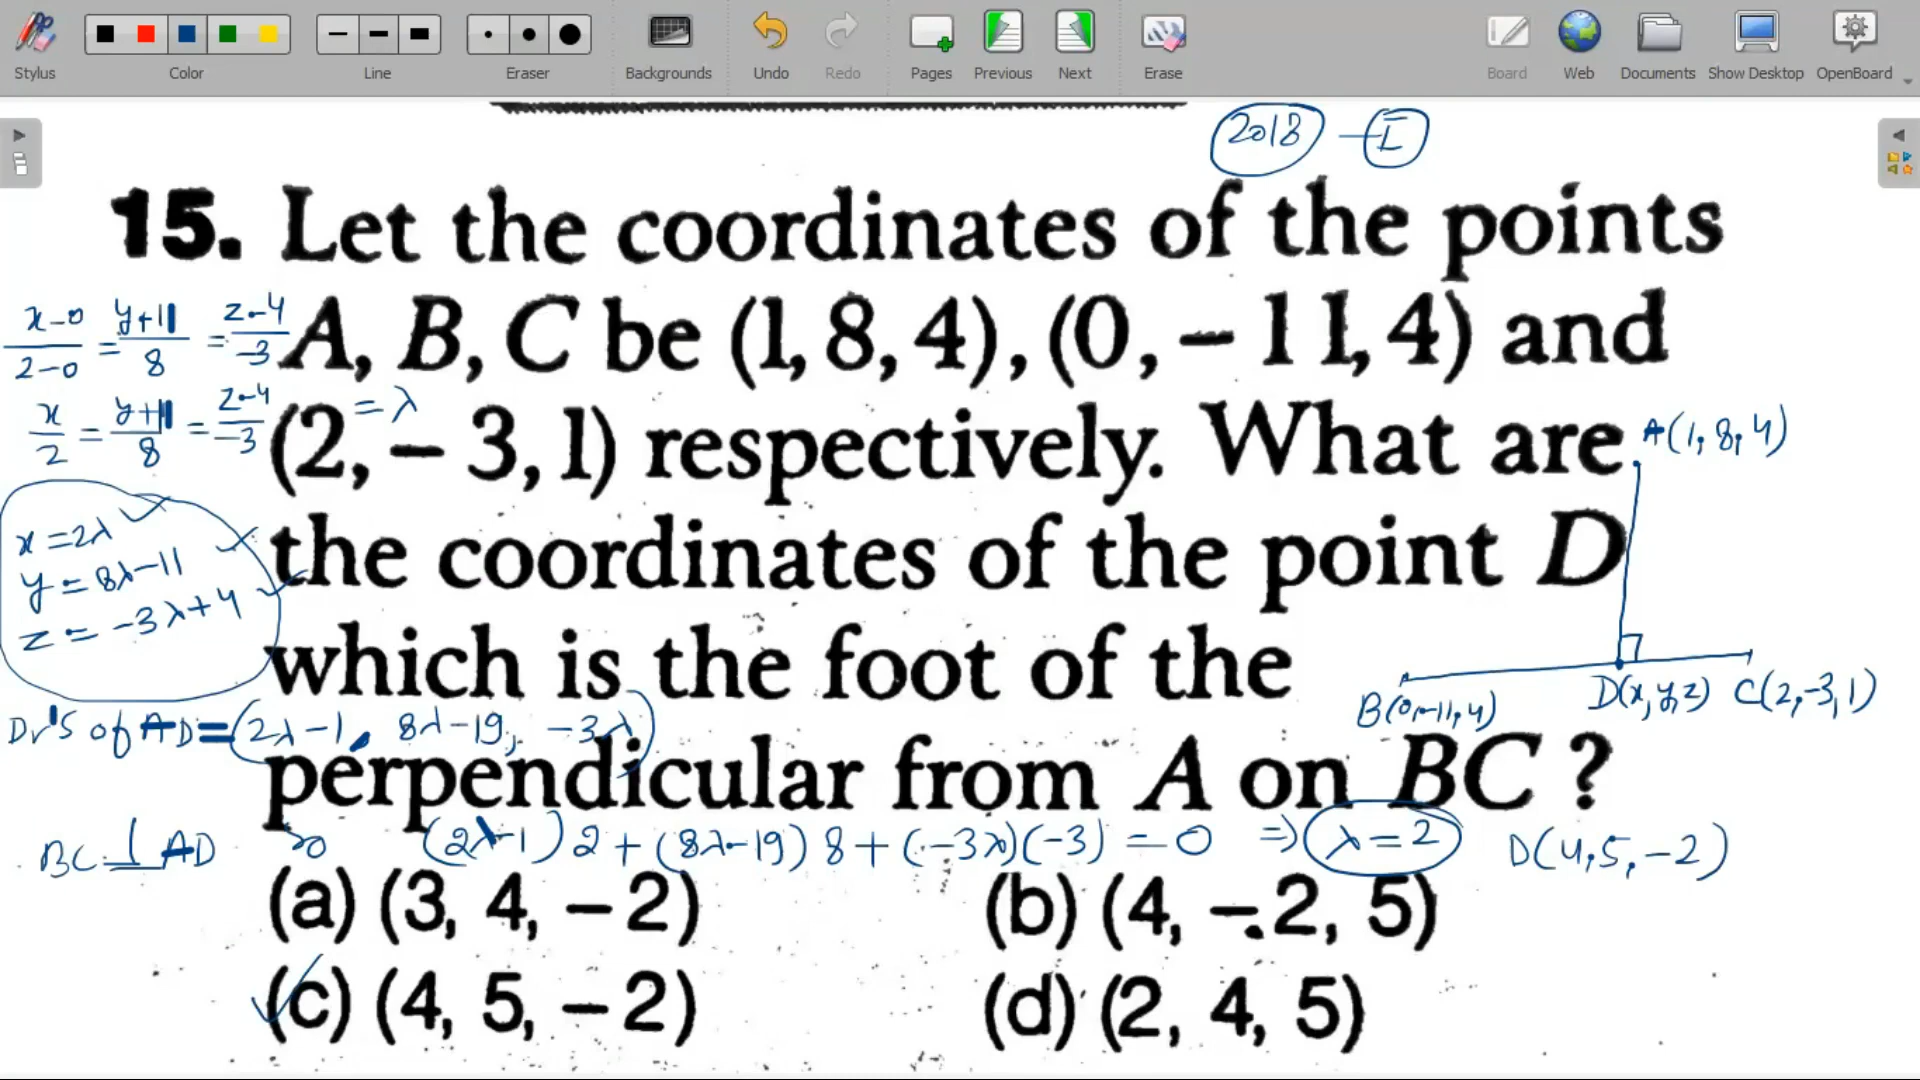 Stylus Color Line Eraser Backgrounds Undo Redo Pages Previous Next Erase Board Web Documents Show Desktop OpenBoard
2018 - I
15. Let the coordinates of the points
A, B, C be (1, 8, 4), (0, – 1 1, 4) and
(2, – 3, 1) respectively. What are
the coordinates of the point D
which is the foot of the
perpendicular from A on BC ?
(a) (3, 4, – 2) (b) (4, – 2, 5)
(c) (4, 5, – 2) (d) (2, 4, 5)
x-0/2-0 = y+11/8 = z-4/-3
x/2 = y+11/8 = z-4/-3 = λ
x = 2λ
y = 8λ-11
z = -3λ+4
Dr's of AD = (2λ-1, 8λ-19, -3λ)
BC ⊥ AD so (2λ-1)2 + (8λ-19)8 + (-3λ)(-3) = 0 ⇒ λ=2 D(4,5,-2)
A(1, 8, 4)
B(0,-11,4) D(x,y,z) C(2,-3,1)